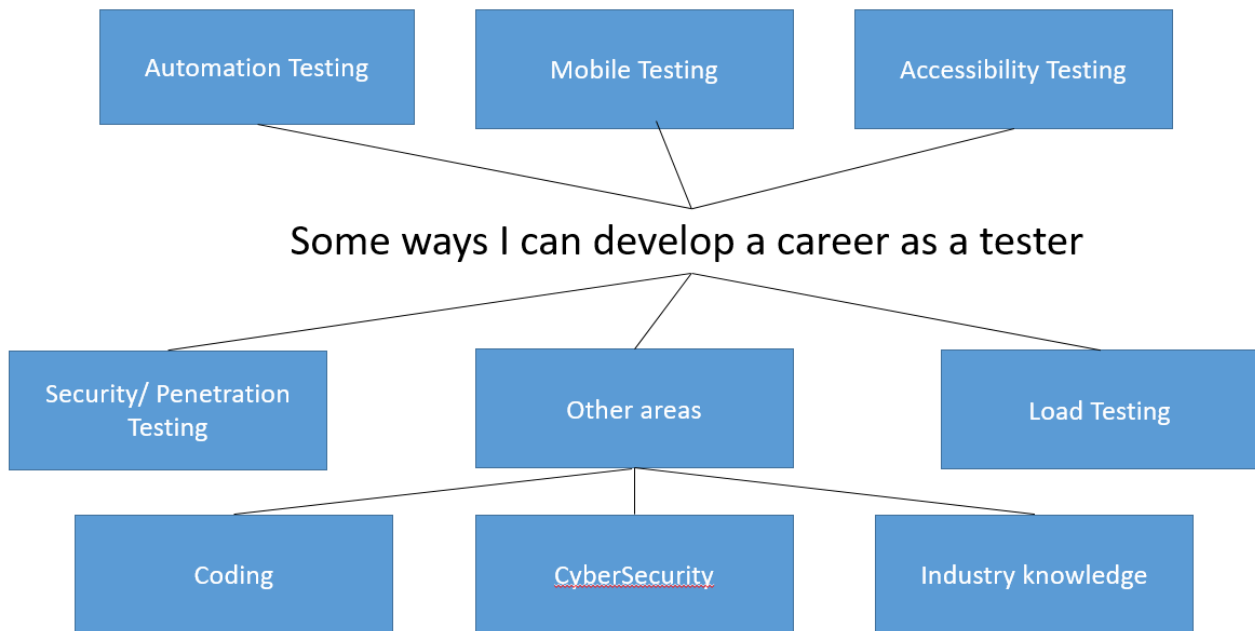 Automation Testing
Mobile Testing
Accessibility Testing
Some ways I can develop a career as a tester
Security/ Penetration
Testing
Other areas
Load Testing
Coding
CyberSecurity
Industry knowledge